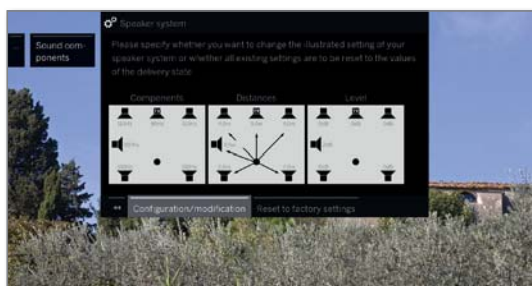 Speaker system
Sound com-
ponents
Please specify whether you want to change the illustrated setting of your
speaker system or whether all existing settings are to be reset to the values
of the delivery state.
Components
Distances
Level
Configuration/modification
Reset to factory settings